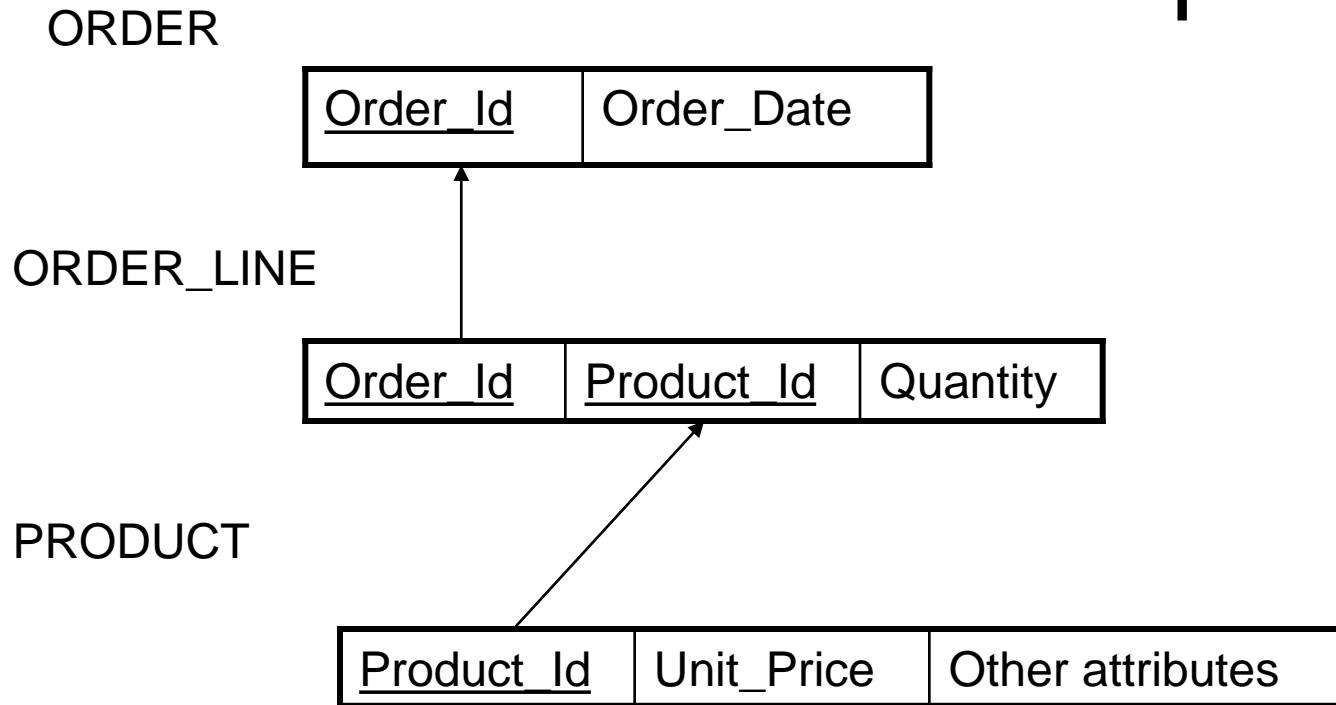 ORDER
Order_Id Order_Date
ORDER_LINE
Order_Id Product_Id Quantity
PRODUCT
Product_Id Unit_Price Other attributes